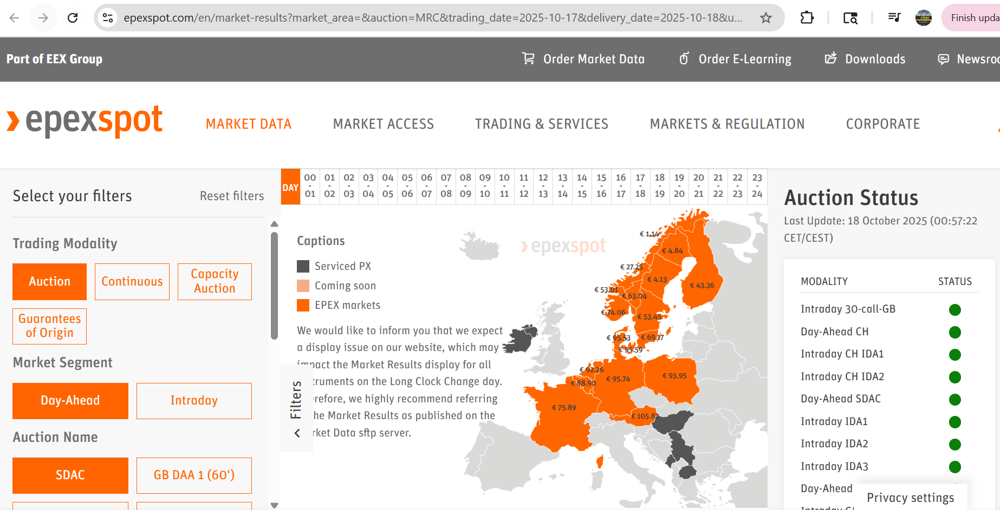 epexspot.com/en/market-results?market_area=&auction=MRC&trading_date=2025-10-17&delivery_date=2025-10-18&u...
Finish upda
Part of EEX Group
Order Market Data
Order E-Learning
Downloads
Newsroo
epexspot
MARKET DATA
MARKET ACCESS
TRADING & SERVICES
MARKETS & REGULATION
CORPORATE
Select your filters
Reset filters
Trading Modality
Auction
Continuous
Capacity
Auction
Guarantees
of Origin
Market Segment
Day-Ahead
Intraday
Auction Name
SDAC
GB DAA 1 (60')
DAY
00 01 02 03 04 05 06 07 08 09 10 11 12 13 14 15 16 17 18 19 20 21 22 23
- - - - - - - - - - - - - - - - - - - - - - - -
01 02 03 04 05 06 07 08 09 10 11 12 13 14 15 16 17 18 19 20 21 22 23 24
Captions
Serviced PX
Coming soon
EPEX markets
We would like to inform you that we expect
a display issue on our website, which may
impact the Market Results display for all
truments on the Long Clock Change day.
refore, we highly recommend referring
he Market Results as published on the
rket Data sftp server.
Filters
epexspot
€ 1.14
€ 4.84
€ 27.25
€ 4.13
€ 43.36
€ 53.01
€ 63.04
€ 74.06
€ 53.45
€ 95.53
€ 69.17
€ 95.59
€ 92.26
€ 95.74
€ 93.95
€ 88.90
€ 75.89
€ 105.82
Auction Status
Last Update: 18 October 2025 (00:57:22
CET/CEST)
MODALITY STATUS
Intraday 30-call-GB
Day-Ahead CH
Intraday CH IDA1
Intraday CH IDA2
Day-Ahead SDAC
Intraday IDA1
Intraday IDA2
Intraday IDA3
Day-Ahead
Privacy settings